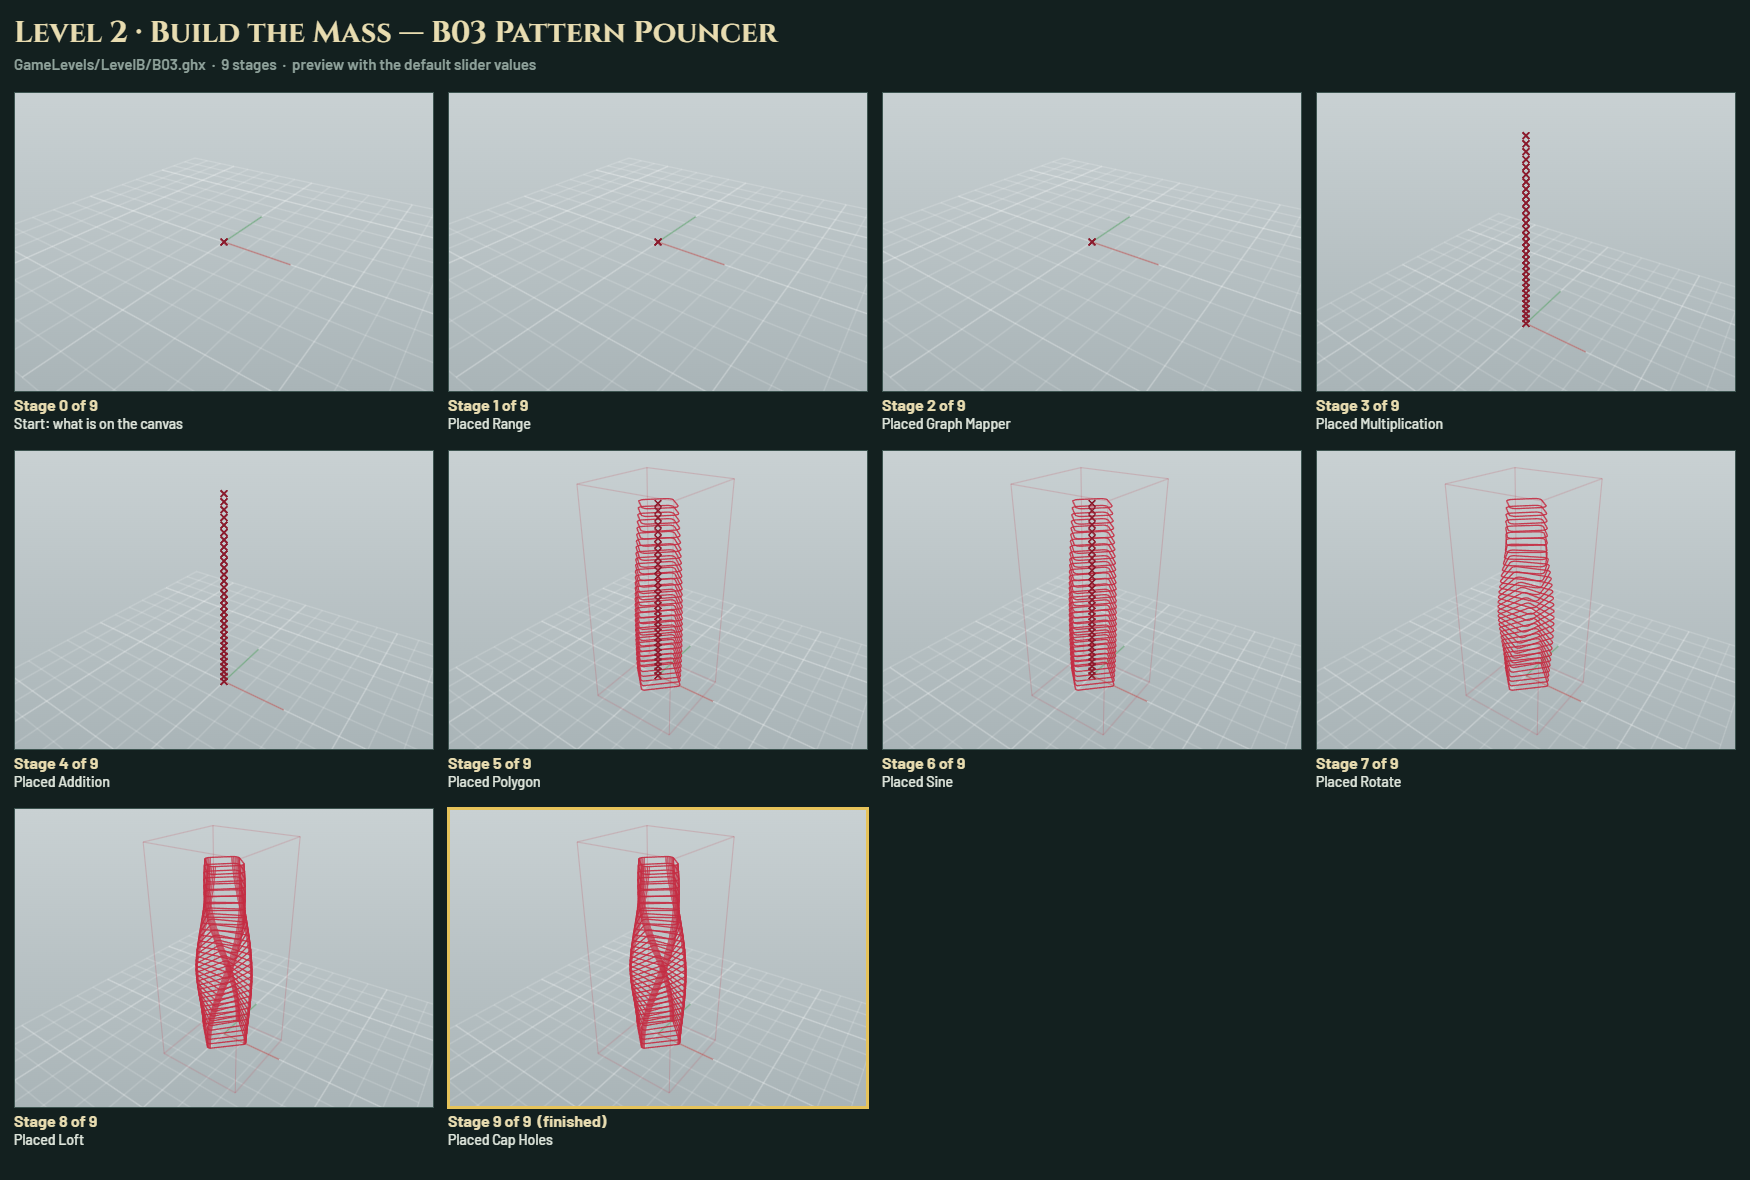 Level 2 · Build the Mass — B03 Pattern Pouncer
GameLevels/LevelB/B03.ghx · 9 stages · preview with the default slider values
Stage 0 of 9
Start: what is on the canvas
Stage 1 of 9
Placed Range
Stage 2 of 9
Placed Graph Mapper
Stage 3 of 9
Placed Multiplication
Stage 4 of 9
Placed Addition
Stage 5 of 9
Placed Polygon
Stage 6 of 9
Placed Sine
Stage 7 of 9
Placed Rotate
Stage 8 of 9
Placed Loft
Stage 9 of 9 (finished)
Placed Cap Holes